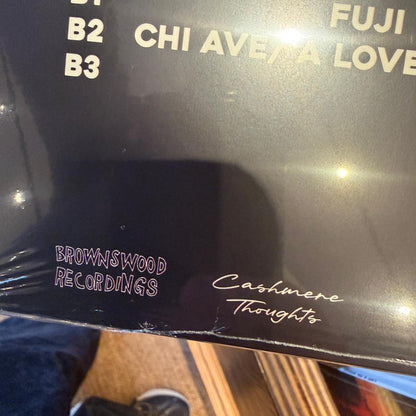 FUJI
B2 CHI AVE/ A LOVE
B3
BROWNSWOOD
RECORDINGS
Cashmere
Thoughts